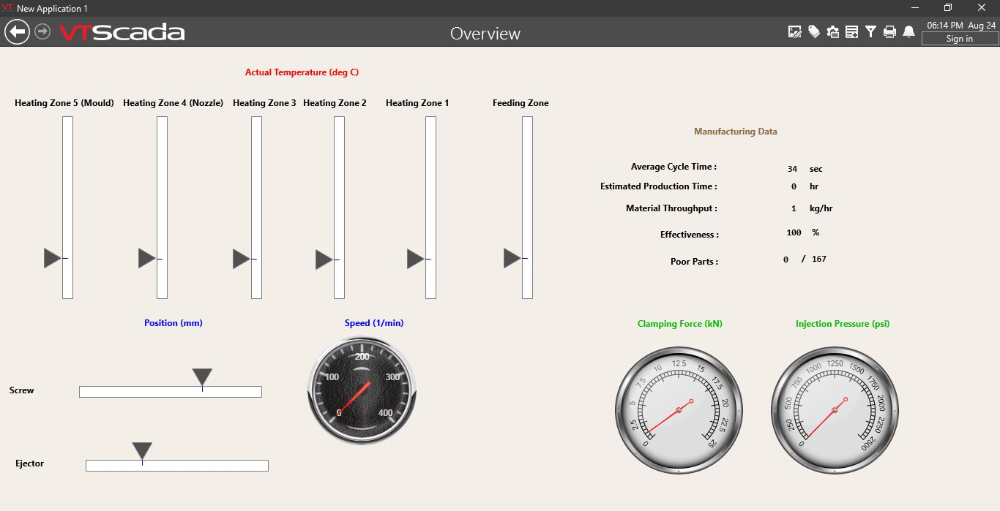 VT New Application 1
VTScada
Overview
06:14 PM Aug 24
Sign in
Actual Temperature (deg C)
Heating Zone 5 (Mould) Heating Zone 4 (Nozzle) Heating Zone 3 Heating Zone 2 Heating Zone 1 Feeding Zone
Manufacturing Data
Average Cycle Time : 34 sec
Estimated Production Time : 0 hr
Material Throughput : 1 kg/hr
Effectiveness : 100 %
Poor Parts : 0 / 167
Position (mm)
Screw
Ejector
Speed (1/min)
0 100 200 300 400
Clamping Force (kN)
0 2.5 5 7.5 10 12.5 15 17.5 20 22.5 25
Injection Pressure (psi)
0 250 500 750 1000 1250 1500 1750 2000 2250 2500